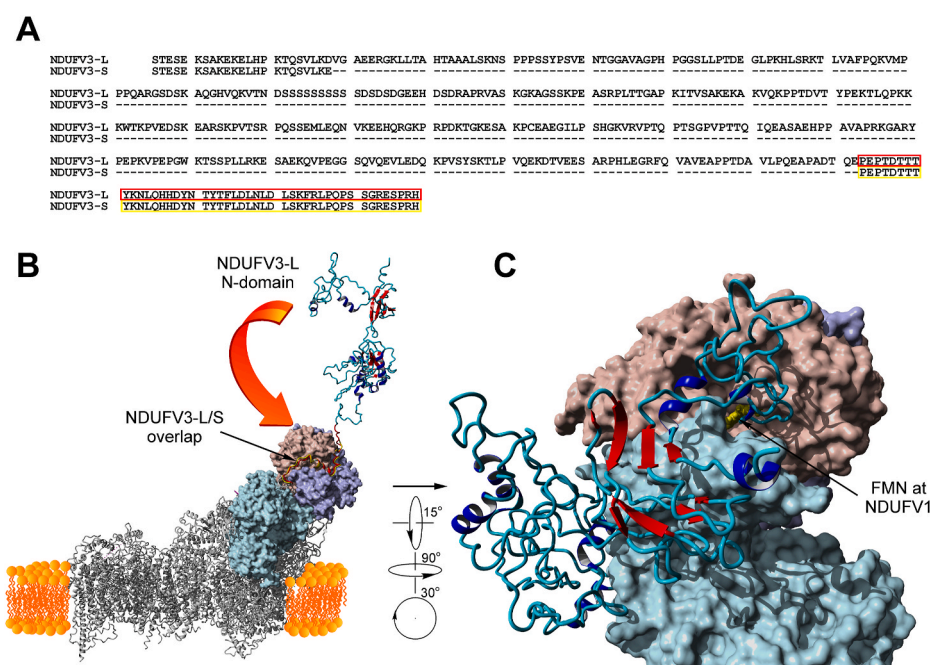 A
NDUFV3-L STESE KSAKEKELHP KTQSVLKDVG AEERGKLLTA HTAAALSKNS PPPSSYPSVE NTGGAVAGPH PGGSLLPTDEG GLPKHLSRKT LVAFPQKVMP
NDUFV3-S STESE KSAKEKELHP KTQSVLKE-- ---------- ---------- ---------- ---------- ---------- ---------- ----------
NDUFV3-L PPQARGSDSK AQGHVQKVTN DSSSSSSSSS SDSDSDGEEH DSDRAPRVAS KGKAGSSKPE ASRPLTTGAP KITVSAKEKA KVQKPPTDVT YPEKTLQPKK
NDUFV3-S ---------- ---------- ---------- ---------- ---------- ---------- ---------- ---------- ---------- ----------
NDUFV3-L KWTKPVEDSK EARSKPVTSR PQSSEMLEQN VKEEHQRGKP RPDKTGKESA KPCEAEGILP SHGKVRVPTQ PTSGPVPTTQ IQEASAEHPP AVAPRKGARY
NDUFV3-S ---------- ---------- ---------- ---------- ---------- ---------- ---------- ---------- ---------- ----------
NDUFV3-L PEPKVPEPGW KTSSPLLRKE SAEKQVPEGG SQVQEVLEDQ KPVSYSKTLP VQEKDTVEES ARPHLEGRFQ VAVEAPPTDA VLPQEAPADT QEPEPTDTTT
NDUFV3-S ---------- ---------- ---------- ---------- ---------- ---------- ---------- ---------- ---------- --PEPTDTTT
NDUFV3-L YKNLQHHDYN TYTFLDLNLD LSKFRLPQPS SGRESPRH
NDUFV3-S YKNLQHHDYN TYTFLDLNLD LSKFRLPQPS SGRESPRH
B
NDUFV3-L
N-domain
NDUFV3-L/S
overlap
15°
90°
30°
C
FMN at
NDUFV1